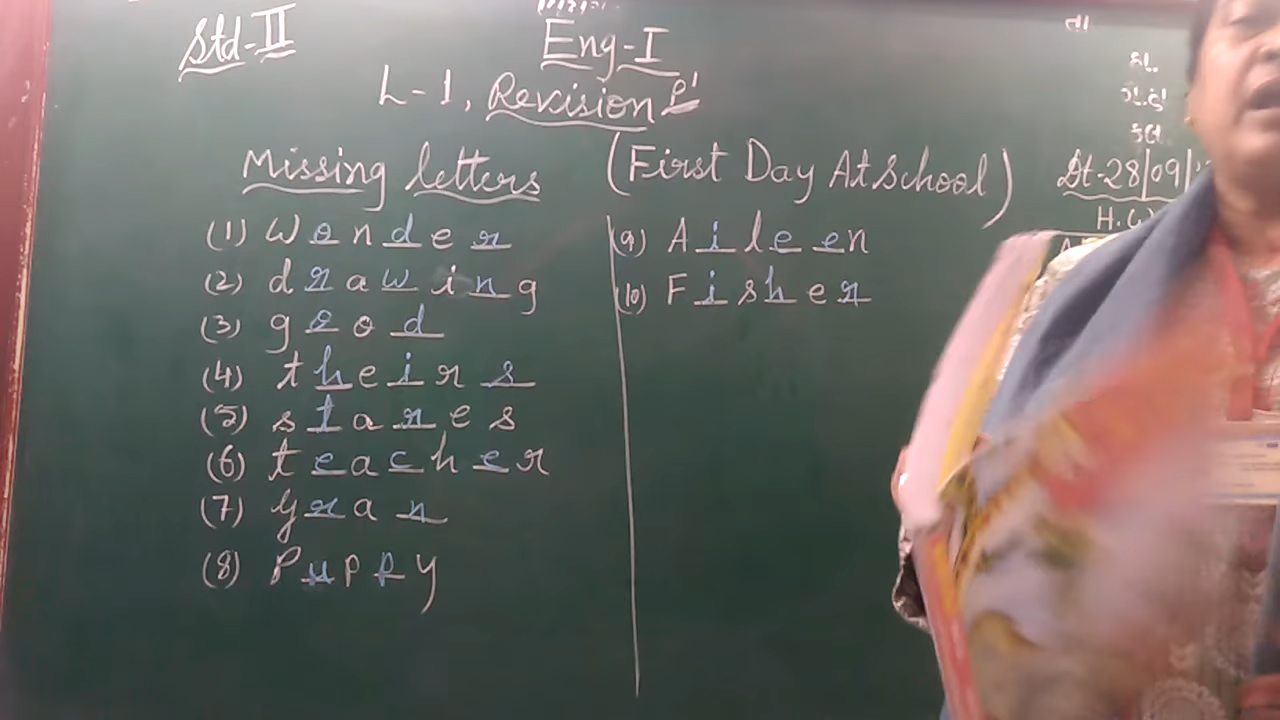 Std-II
Eng-I
L-1, Revision
Missing letters
(First Day At School)
Dt-28/09/
H.W
(1) Wonder
(2) drawing
(3) good
(4) theirs
(5) stares
(6) teacher
(7) Gran
(8) Puppy
(9) Aileen
(10) Fisher
તા